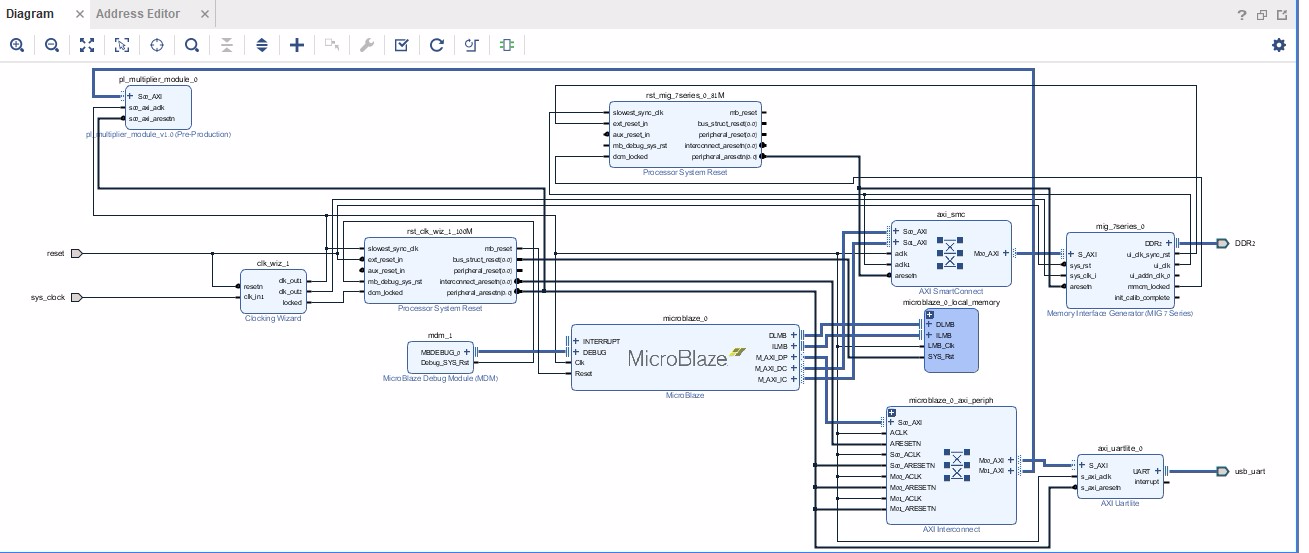 Diagram
Address Editor
pl_multiplier_module_0
S00_AXI
s00_axi_aclk
s00_axi_aresetn
pl_multiplier_module_v1.0 (Pre-Production)
rst_mig_7series_0_81M
slowest_sync_clk
ext_reset_in
aux_reset_in
mb_debug_sys_rst
dcm_locked
mb_reset
bus_struct_reset[0:0]
peripheral_reset[0:0]
interconnect_aresetn[0:0]
peripheral_aresetn[0:0]
Processor System Reset
reset
sys_clock
clk_wiz_1
resetn
clk_in1
clk_out1
clk_out2
locked
Clocking Wizard
rst_clk_wiz_1_100M
slowest_sync_clk
ext_reset_in
aux_reset_in
mb_debug_sys_rst
dcm_locked
mb_reset
bus_struct_reset[0:0]
peripheral_reset[0:0]
interconnect_aresetn[0:0]
peripheral_aresetn[0:0]
Processor System Reset
mdm_1
MBDEBUG_0
Debug_SYS_Rst
MicroBlaze Debug Module (MDM)
microblaze_0
INTERRUPT
DEBUG
Clk
Reset
MicroBlaze
DLMB
ILMB
M_AXI_DP
M_AXI_DC
M_AXI_IC
MicroBlaze
axi_smc
S00_AXI
S01_AXI
aclk
aclk1
aresetn
M00_AXI
AXI SmartConnect
microblaze_0_local_memory
DLMB
ILMB
LMB_Clk
SYS_Rst
mig_7series_0
S_AXI
sys_rst
sys_clk_i
aresetn
DDR2
ui_clk_sync_rst
ui_clk
ui_addn_clk_0
mmcm_locked
init_calib_complete
Memory Interface Generator (MIG 7 Series)
DDR2
microblaze_0_axi_periph
S00_AXI
ACLK
ARESETN
S00_ACLK
S00_ARESETN
M00_ACLK
M00_ARESETN
M01_ACLK
M01_ARESETN
M00_AXI
M01_AXI
AXI Interconnect
axi_uartlite_0
S_AXI
s_axi_aclk
s_axi_aresetn
UART
interrupt
AXI Uartlite
usb_uart